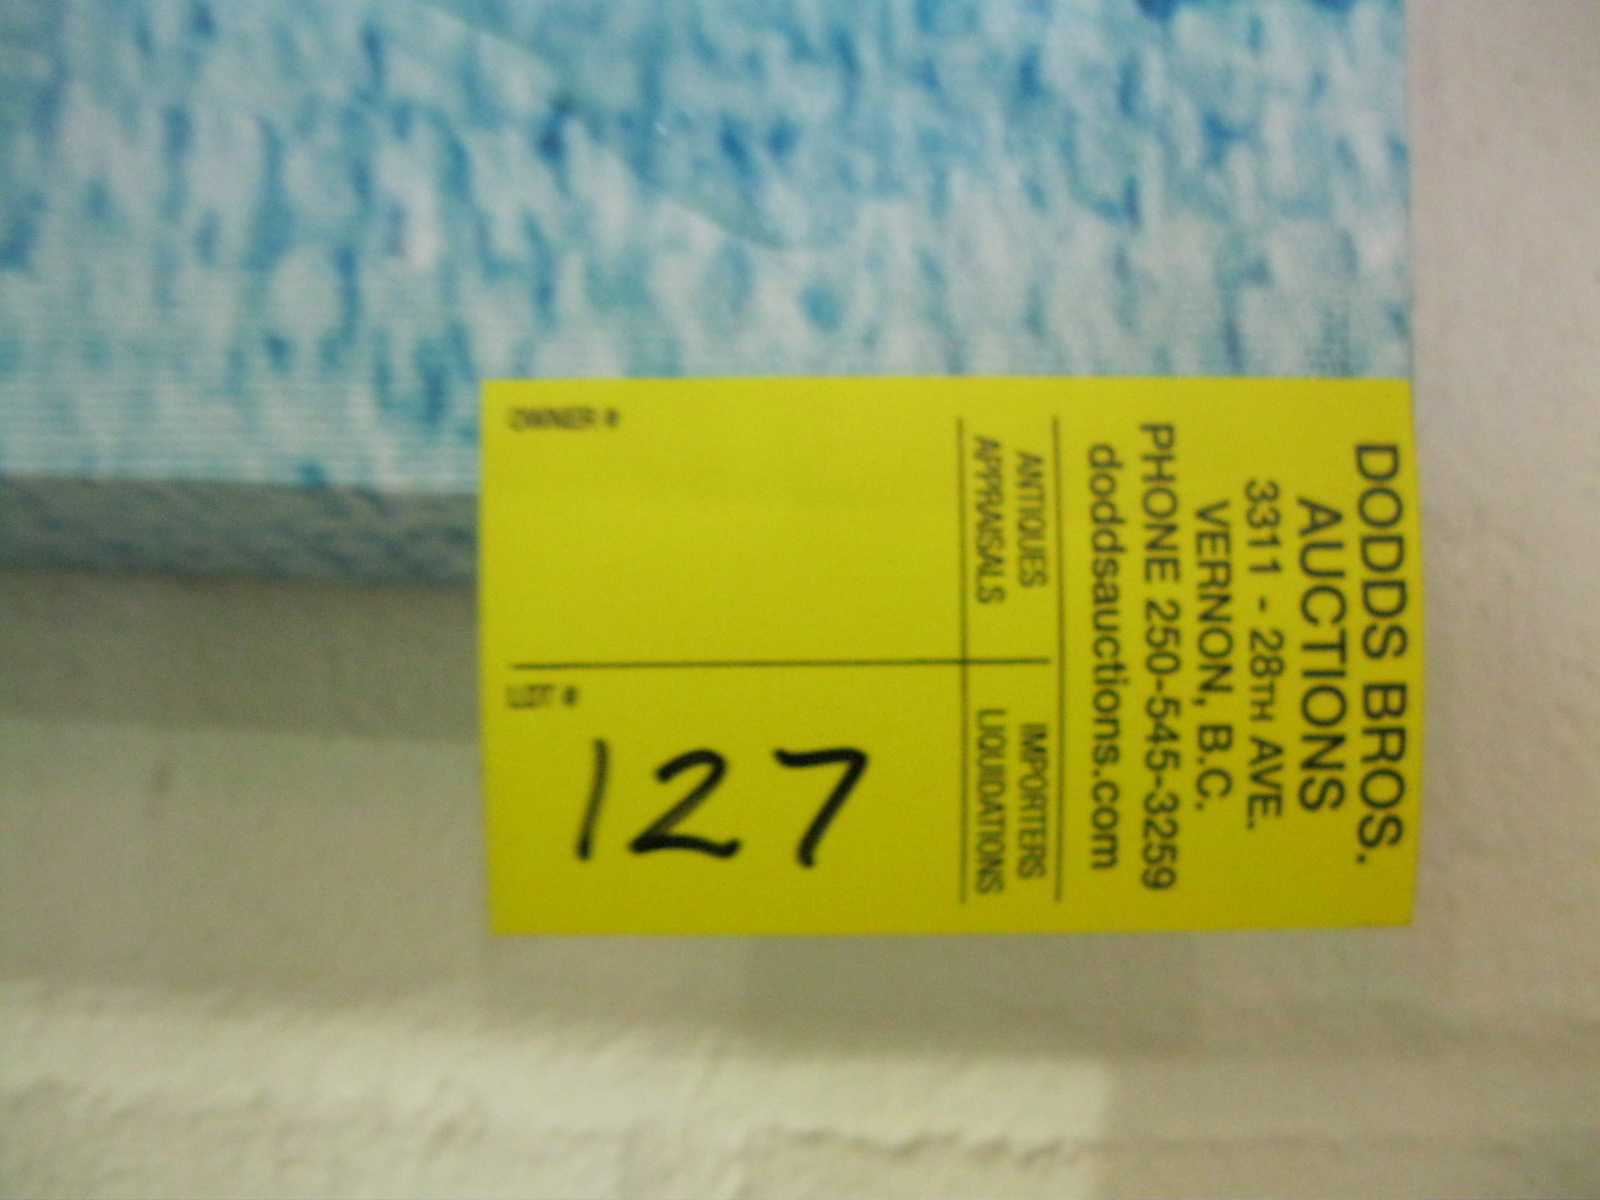 DODDS BROS.
AUCTIONS
3311 - 28TH AVE.
VERNON, B.C.
PHONE 250-545-3259
doddsauctions.com
ANTIQUES
APPRAISALS
IMPORTERS
LIQUIDATIONS
OWNER #
LOT #
127